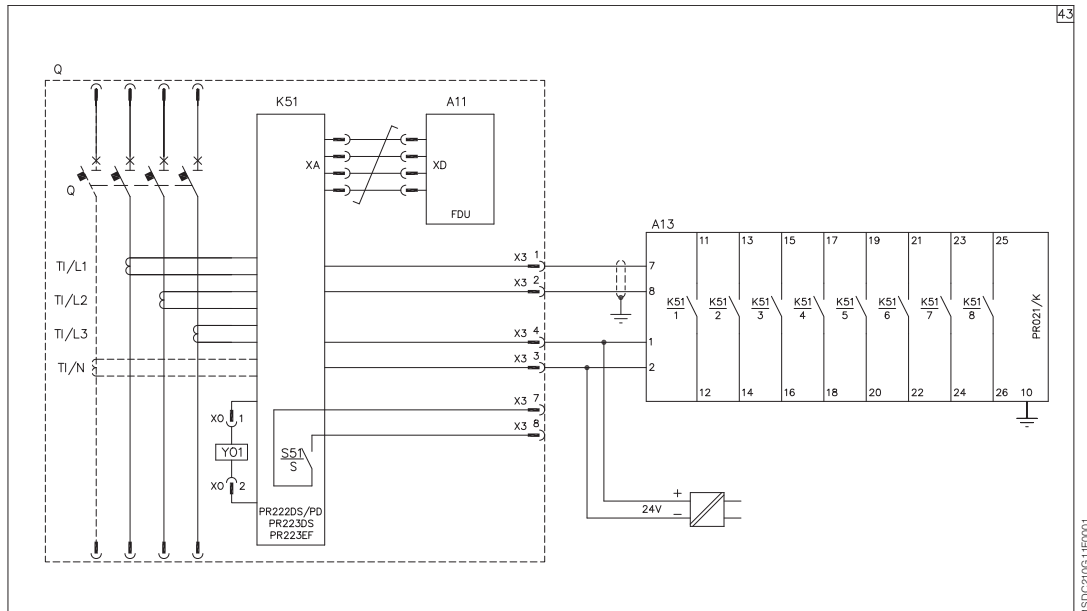 43
Q
K51
A11
XA
XD
FDU
Q
A13
11 13 15 17 19 21 23 25
TI/L1
X3 1
7
TI/L2
X3 2
8
K51 K51 K51 K51 K51 K51 K51 K51
1 2 3 4 5 6 7 8
PR021/K
TI/L3
X3 4
1
TI/N
X3 3
2
12 14 16 18 20 22 24 26 10
X3 7
X0 1
X3 8
Y01
S51
S
X0 2
+
24V
−
PR222DS/PD
PR223DS
PR223EF
1SDC210G11F0001